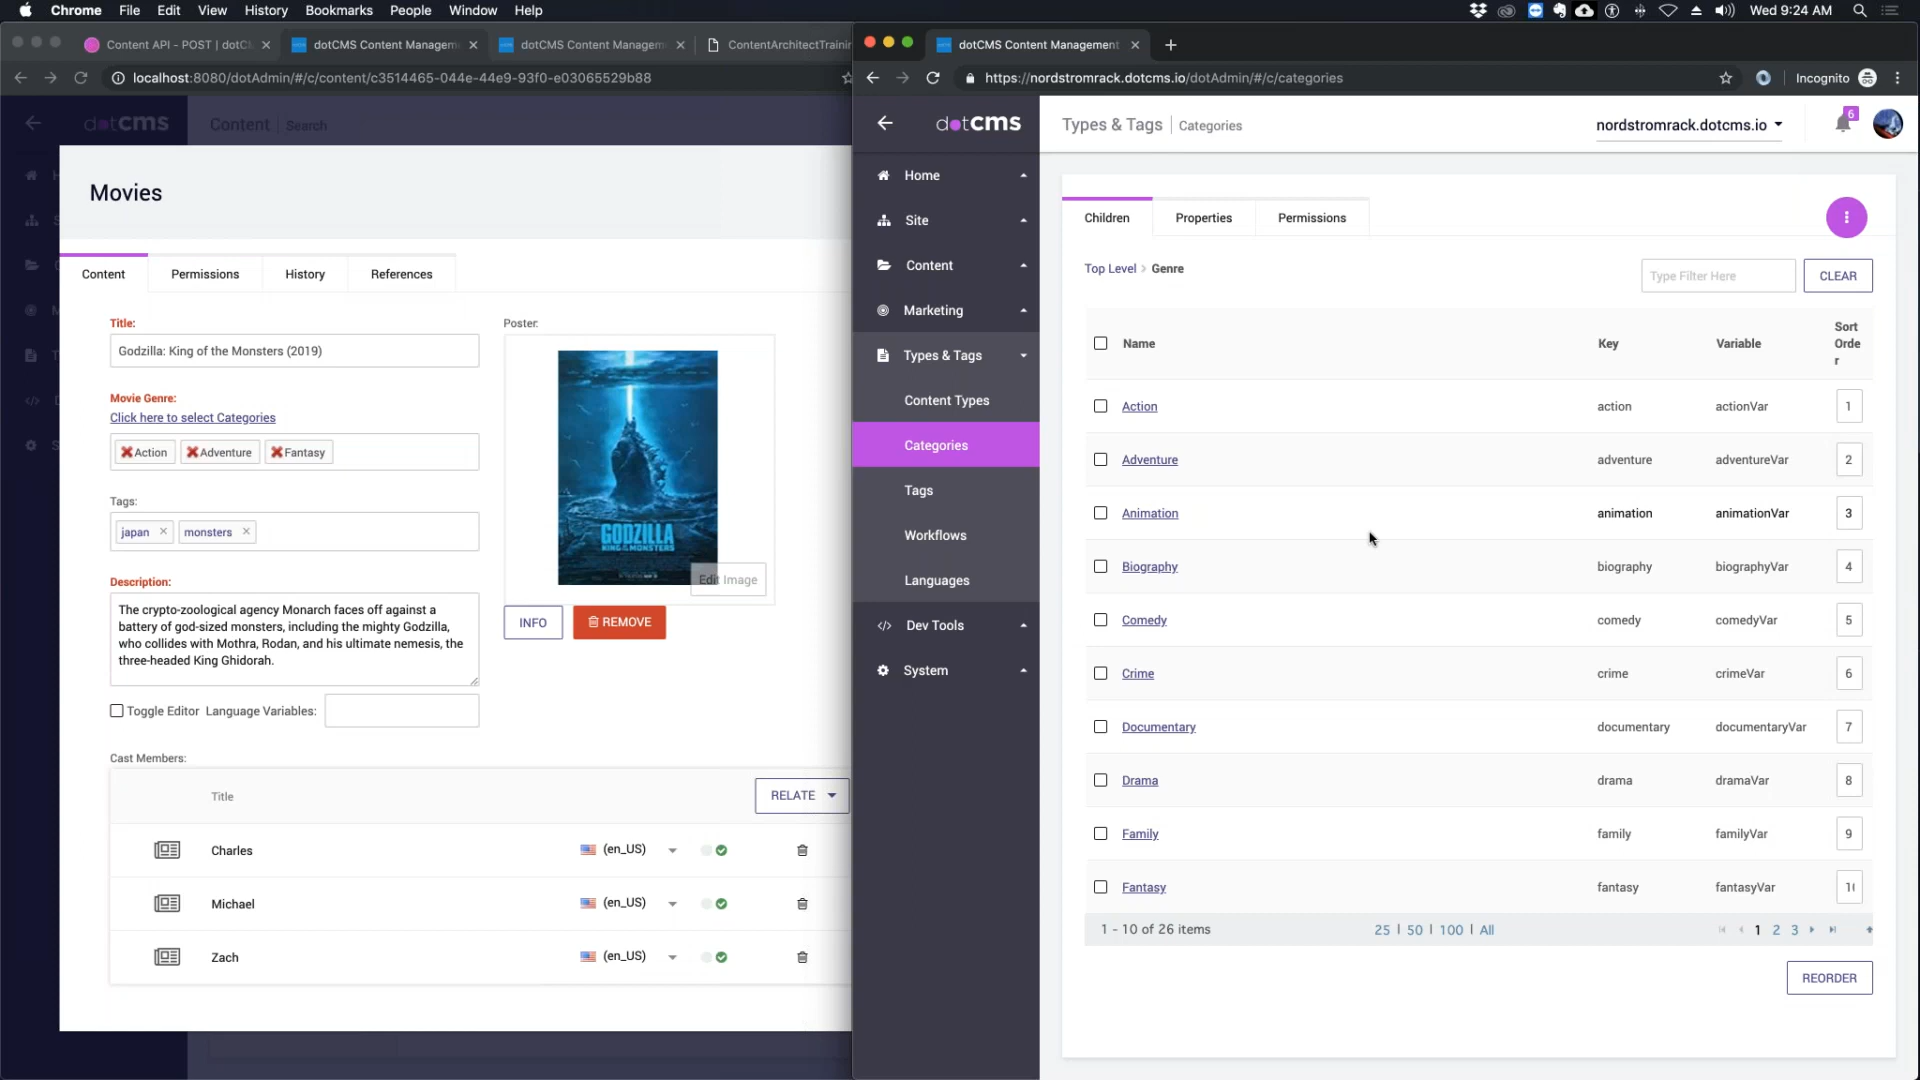 Chrome File Edit View History Bookmarks People Window Help
Wed 9:24 AM
Content API - POST | dotC
dotCMS Content Managem
dotCMS Content Managem
ContentArchitectTrainin
localhost:8080/dotAdmin/#/c/content/c3514465-044e-44e9-93f0-e03065529b88
dotCMS
Content | Search
Movies
Content
Permissions
History
References
Title:
Godzilla: King of the Monsters (2019)
Movie Genre:
Click here to select Categories
Action
Adventure
Fantasy
Tags:
japan
monsters
Description:
The crypto-zoological agency Monarch faces off against a
battery of god-sized monsters, including the mighty Godzilla,
who collides with Mothra, Rodan, and his ultimate nemesis, the
three-headed King Ghidorah.
Toggle Editor Language Variables:
Poster:
GODZILLA
KING OF THE MONSTERS
Edit Image
INFO
REMOVE
Cast Members:
Title
RELATE
Charles (en_US)
Michael (en_US)
Zach (en_US)
dotCMS Content Management
https://nordstromrack.dotcms.io/dotAdmin/#/c/categories
Incognito
dotCMS
Types & Tags | Categories
nordstromrack.dotcms.io
6
Home
Site
Content
Marketing
Types & Tags
Content Types
Categories
Tags
Workflows
Languages
Dev Tools
System
Children
Properties
Permissions
Top Level > Genre
Type Filter Here
CLEAR
Name Key Variable Sort
Orde
r
Action action actionVar 1
Adventure adventure adventureVar 2
Animation animation animationVar 3
Biography biography biographyVar 4
Comedy comedy comedyVar 5
Crime crime crimeVar 6
Documentary documentary documentaryVar 7
Drama drama dramaVar 8
Family family familyVar 9
Fantasy fantasy fantasyVar
1 - 10 of 26 items
25 | 50 | 100 | All
1 2 3
REORDER